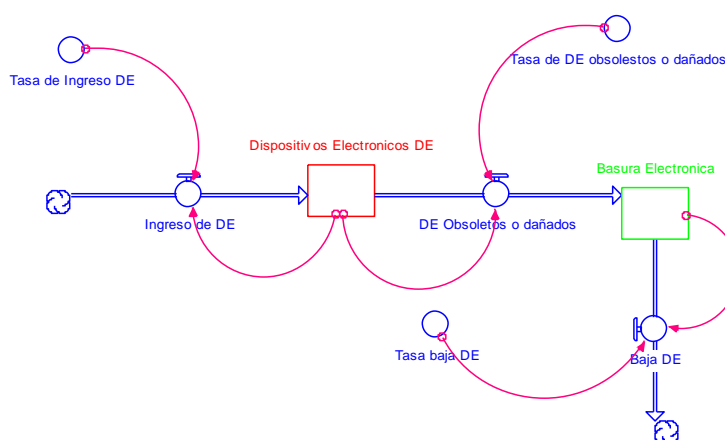 Tasa de DE obsolestos o dañados
Tasa de Ingreso DE
Dispositivos Electronicos DE
Basura Electronica
Ingreso de DE
DE Obsoletos o dañados
Tasa baja DE
Baja DE